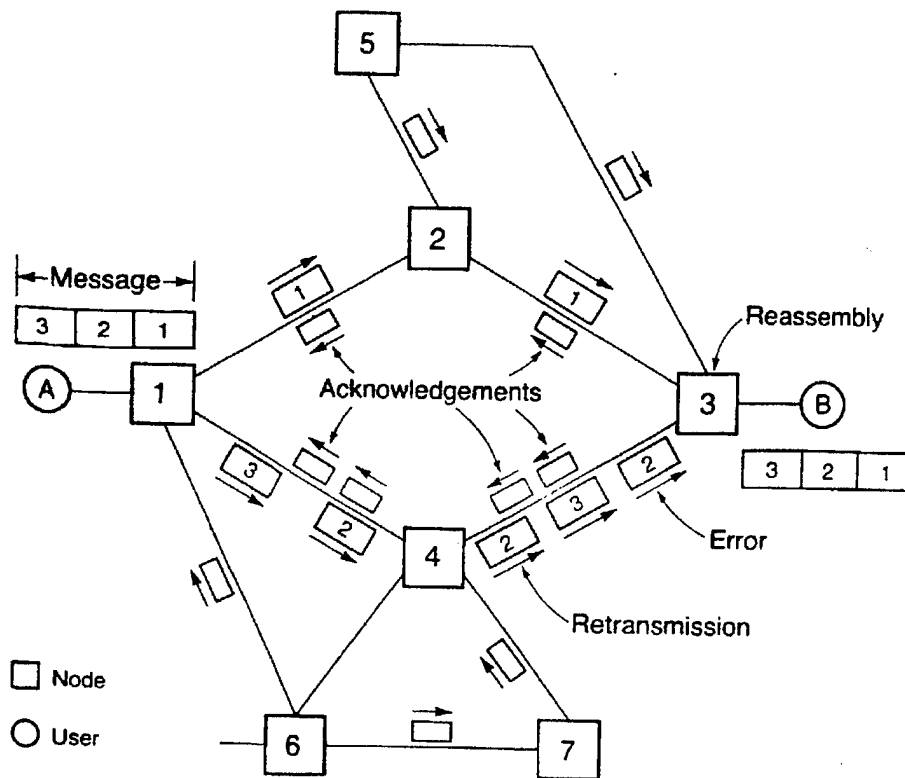 5
2
Message
3 2 1
1
1
Reassembly
A
1
Acknowledgements
3
B
3
2
2
3
2
3 2 1
4
Error
Retransmission
Node
User
6
7